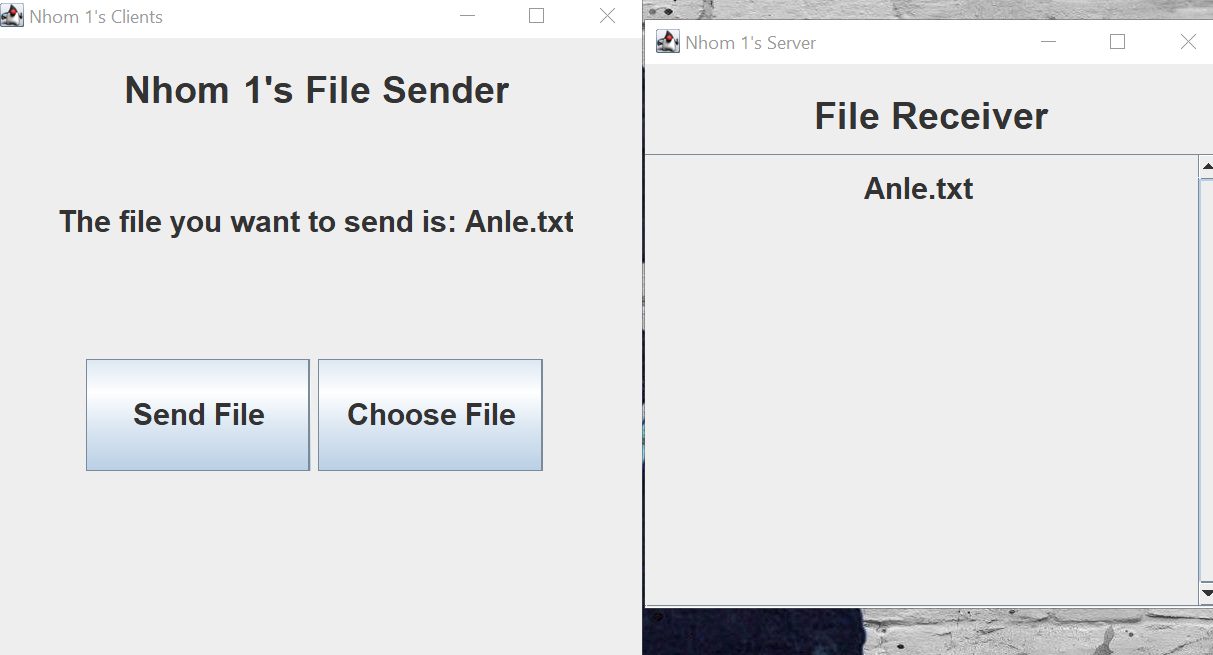 Nhom 1's Clients
Nhom 1's File Sender
The file you want to send is: Anle.txt
Send File
Choose File
Nhom 1's Server
File Receiver
Anle.txt